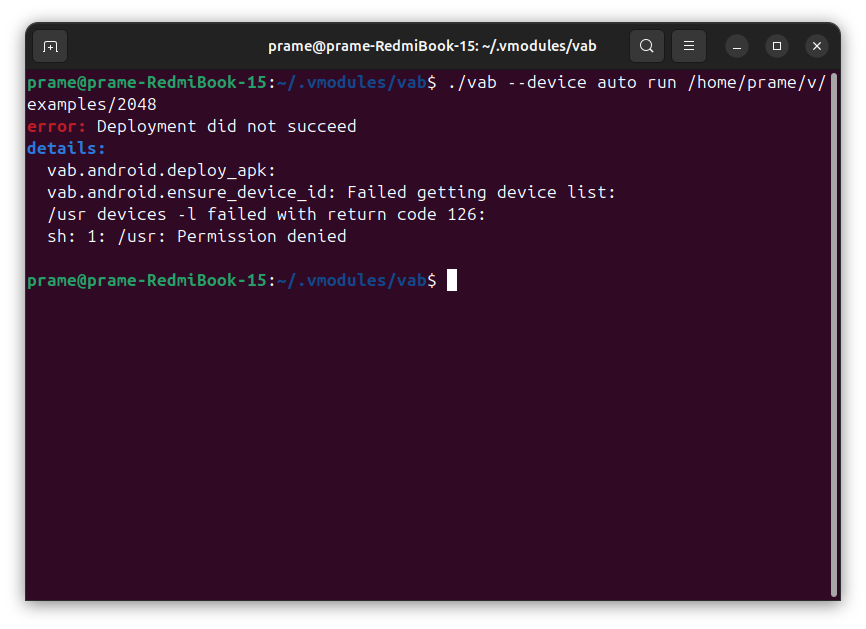 prame@prame-RedmiBook-15: ~/.vmodules/vab
prame@prame-RedmiBook-15:~/.vmodules/vab$ ./vab --device auto run /home/prame/v/
examples/2048
error: Deployment did not succeed
details:
vab.android.deploy_apk:
vab.android.ensure_device_id: Failed getting device list:
/usr devices -l failed with return code 126:
sh: 1: /usr: Permission denied
prame@prame-RedmiBook-15:~/.vmodules/vab$